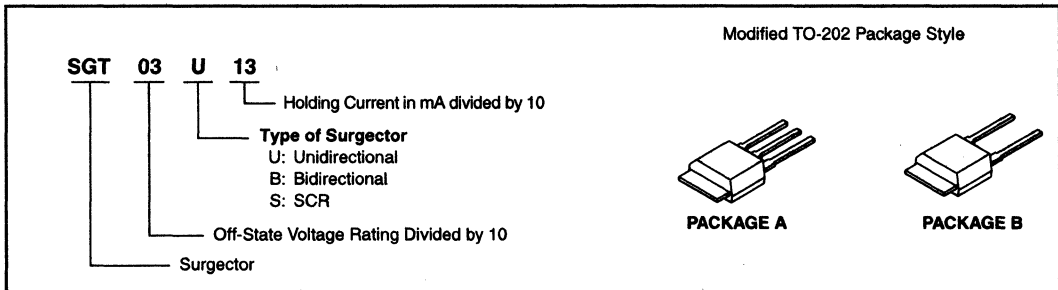 Modified TO-202 Package Style
SGT 03 U 13
Holding Current in mA divided by 10
Type of Surgector
U: Unidirectional
B: Bidirectional
S: SCR
Off-State Voltage Rating Divided by 10
Surgector
PACKAGE A
PACKAGE B